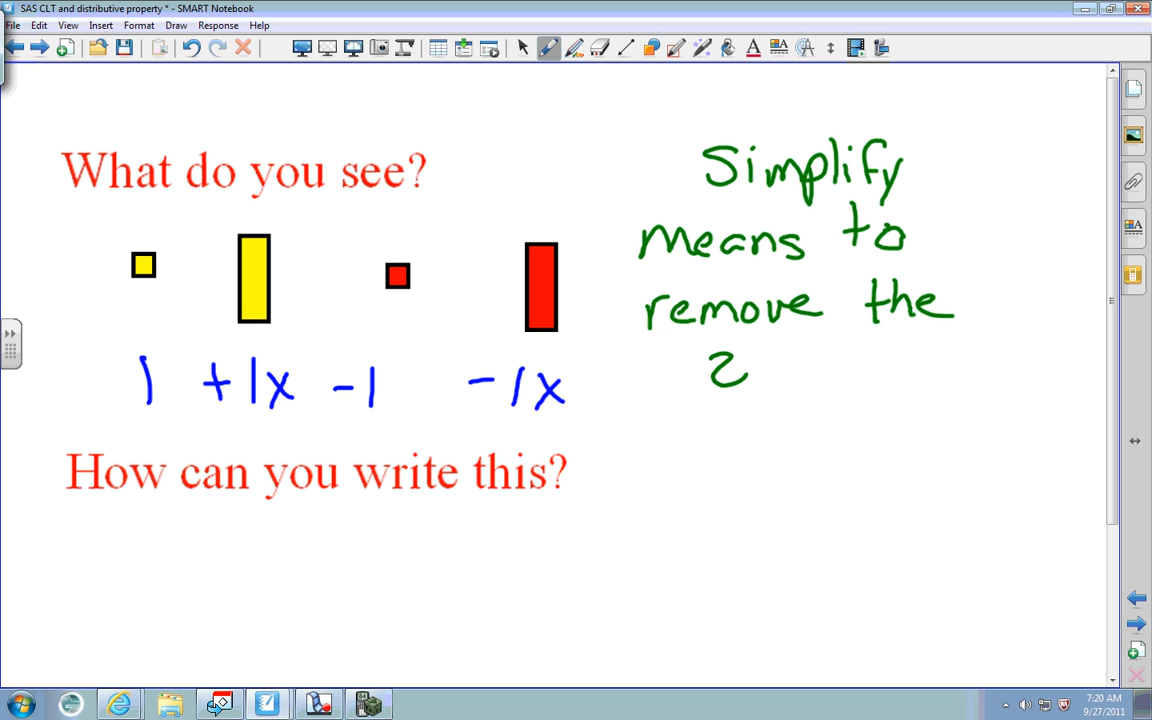 SAS CLT and distributive property * - SMART Notebook
File Edit View Insert Format Draw Response Help
What do you see?
1 +1x -1 -1x
How can you write this?
Simplify
means to
remove the
2
7:20 AM
9/27/2011